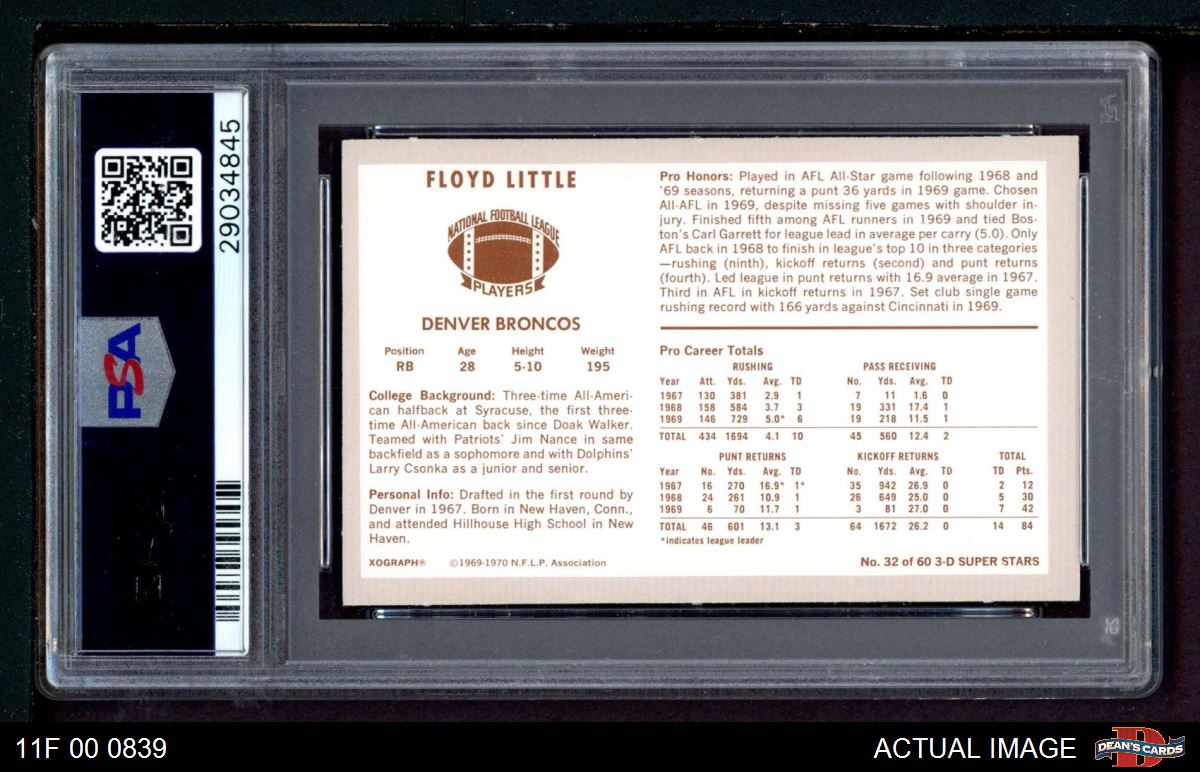 PSA
29034845
FLOYD LITTLE
NATIONAL FOOTBALL LEAGUE
PLAYERS
DENVER BRONCOS
Position Age Height Weight
RB 28 5-10 195
College Background: Three-time All-Ameri-
can halfback at Syracuse, the first three-
time All-American back since Doak Walker.
Teamed with Patriots' Jim Nance in same
backfield as a sophomore and with Dolphins'
Larry Csonka as a junior and senior.
Personal Info: Drafted in the first round by
Denver in 1967. Born in New Haven, Conn.,
and attended Hillhouse High School in New
Haven.
XOGRAPH® ©1969-1970 N.F.L.P. Association
Pro Honors: Played in AFL All-Star game following 1968 and
'69 seasons, returning a punt 36 yards in 1969 game. Chosen
All-AFL in 1969, despite missing five games with shoulder in-
jury. Finished fifth among AFL runners in 1969 and tied Bos-
ton's Carl Garrett for league lead in average per carry (5.0). Only
AFL back in 1968 to finish in league's top 10 in three categories
—rushing (ninth), kickoff returns (second) and punt returns
(fourth). Led league in punt returns with 16.9 average in 1967.
Third in AFL in kickoff returns in 1967. Set club single game
rushing record with 166 yards against Cincinnati in 1969.
Pro Career Totals
RUSHING PASS RECEIVING
Year Att. Yds. Avg. TD No. Yds. Avg. TD
1967 130 381 2.9 1 7 11 1.6 0
1968 158 584 3.7 3 19 331 17.4 1
1969 146 729 5.0* 6 19 218 11.5 1
TOTAL 434 1694 4.1 10 45 560 12.4 2
PUNT RETURNS KICKOFF RETURNS TOTAL
Year No. Yds. Avg. TD No. Yds. Avg. TD TD Pts.
1967 16 270 16.9* 1* 35 942 26.9 0 2 12
1968 24 261 10.9 1 26 649 25.0 0 5 30
1969 6 70 11.7 1 3 81 27.0 0 7 42
TOTAL 46 601 13.1 3 64 1672 26.2 0 14 84
*indicates league leader
No. 32 of 60 3-D SUPER STARS
11F 00 0839
ACTUAL IMAGE
DEAN'S CARDS